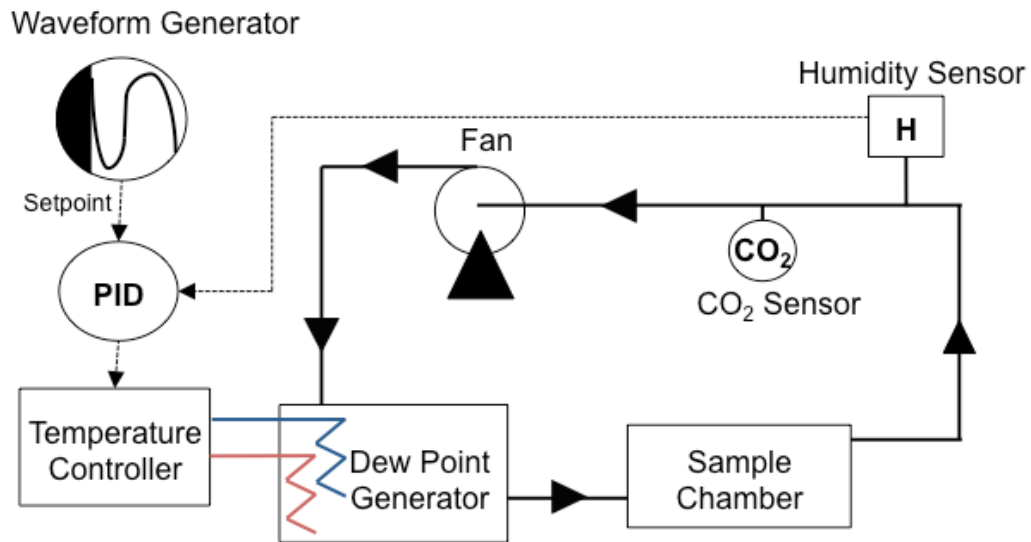 Waveform Generator
Humidity Sensor
H
Fan
Setpoint
CO₂
CO₂ Sensor
PID
Temperature
Controller
Dew Point
Generator
Sample
Chamber